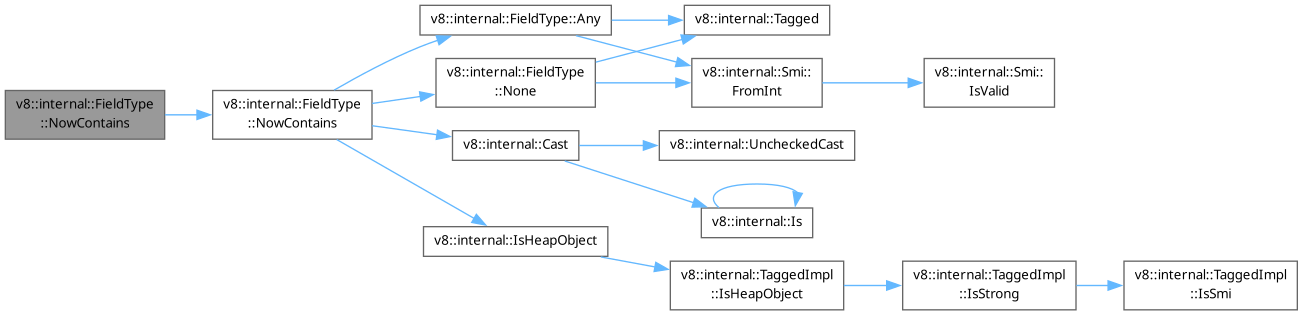 v8::internal::FieldType
::NowContains
v8::internal::FieldType
::NowContains
v8::internal::FieldType::Any
v8::internal::Tagged
v8::internal::FieldType
::None
v8::internal::Smi::
FromInt
v8::internal::Smi::
IsValid
v8::internal::Cast
v8::internal::UncheckedCast
v8::internal::Is
v8::internal::IsHeapObject
v8::internal::TaggedImpl
::IsHeapObject
v8::internal::TaggedImpl
::IsStrong
v8::internal::TaggedImpl
::IsSmi